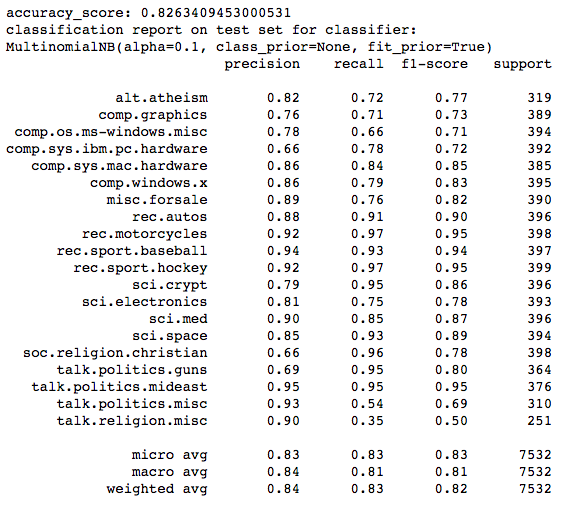 accuracy_score: 0.8263409453000531
classification report on test set for classifier:
MultinomialNB(alpha=0.1, class_prior=None, fit_prior=True)
precision recall f1-score support
alt.atheism 0.82 0.72 0.77 319
comp.graphics 0.76 0.71 0.73 389
comp.os.ms-windows.misc 0.78 0.66 0.71 394
comp.sys.ibm.pc.hardware 0.66 0.78 0.72 392
comp.sys.mac.hardware 0.86 0.84 0.85 385
comp.windows.x 0.86 0.79 0.83 395
misc.forsale 0.89 0.76 0.82 390
rec.autos 0.88 0.91 0.90 396
rec.motorcycles 0.92 0.97 0.95 398
rec.sport.baseball 0.94 0.93 0.94 397
rec.sport.hockey 0.92 0.97 0.95 399
sci.crypt 0.79 0.95 0.86 396
sci.electronics 0.81 0.75 0.78 393
sci.med 0.90 0.85 0.87 396
sci.space 0.85 0.93 0.89 394
soc.religion.christian 0.66 0.96 0.78 398
talk.politics.guns 0.69 0.95 0.80 364
talk.politics.mideast 0.95 0.95 0.95 376
talk.politics.misc 0.93 0.54 0.69 310
talk.religion.misc 0.90 0.35 0.50 251
micro avg 0.83 0.83 0.83 7532
macro avg 0.84 0.81 0.81 7532
weighted avg 0.84 0.83 0.82 7532